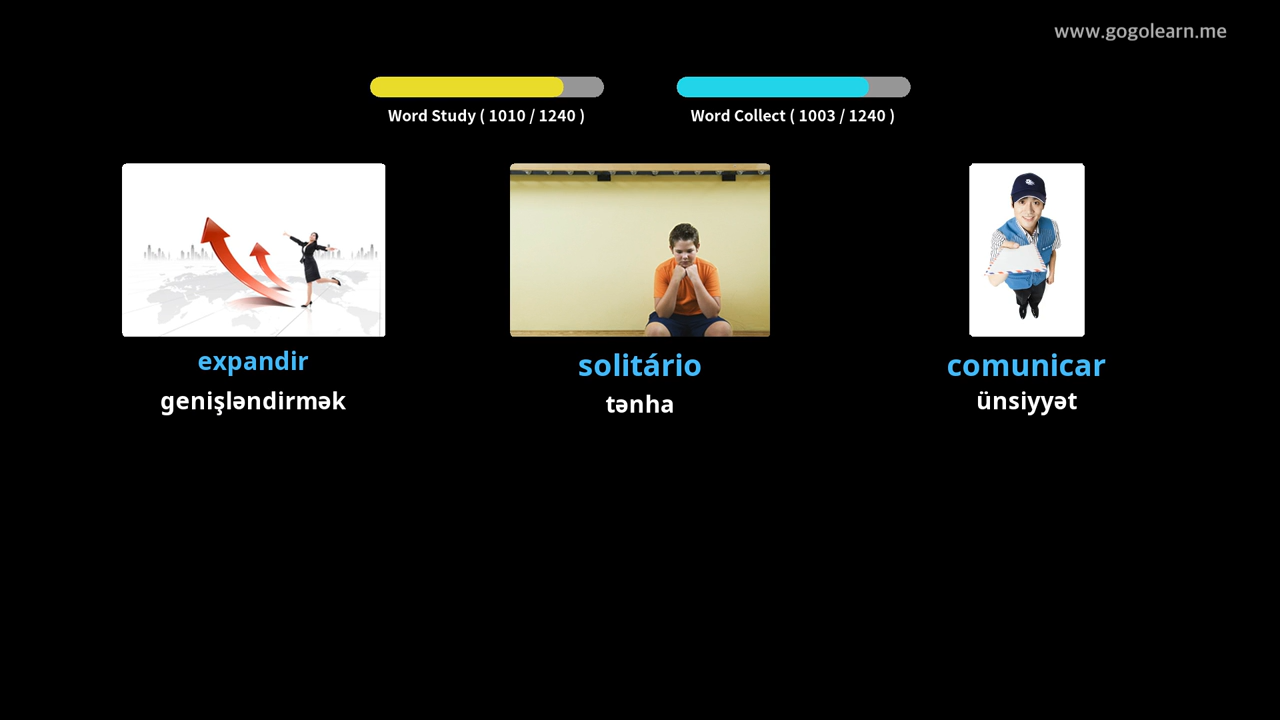 www.gogolearn.me
Word Study ( 1010 / 1240 )
Word Collect ( 1003 / 1240 )
expandir
genişləndirmək
solitário
tənha
comunicar
ünsiyyət